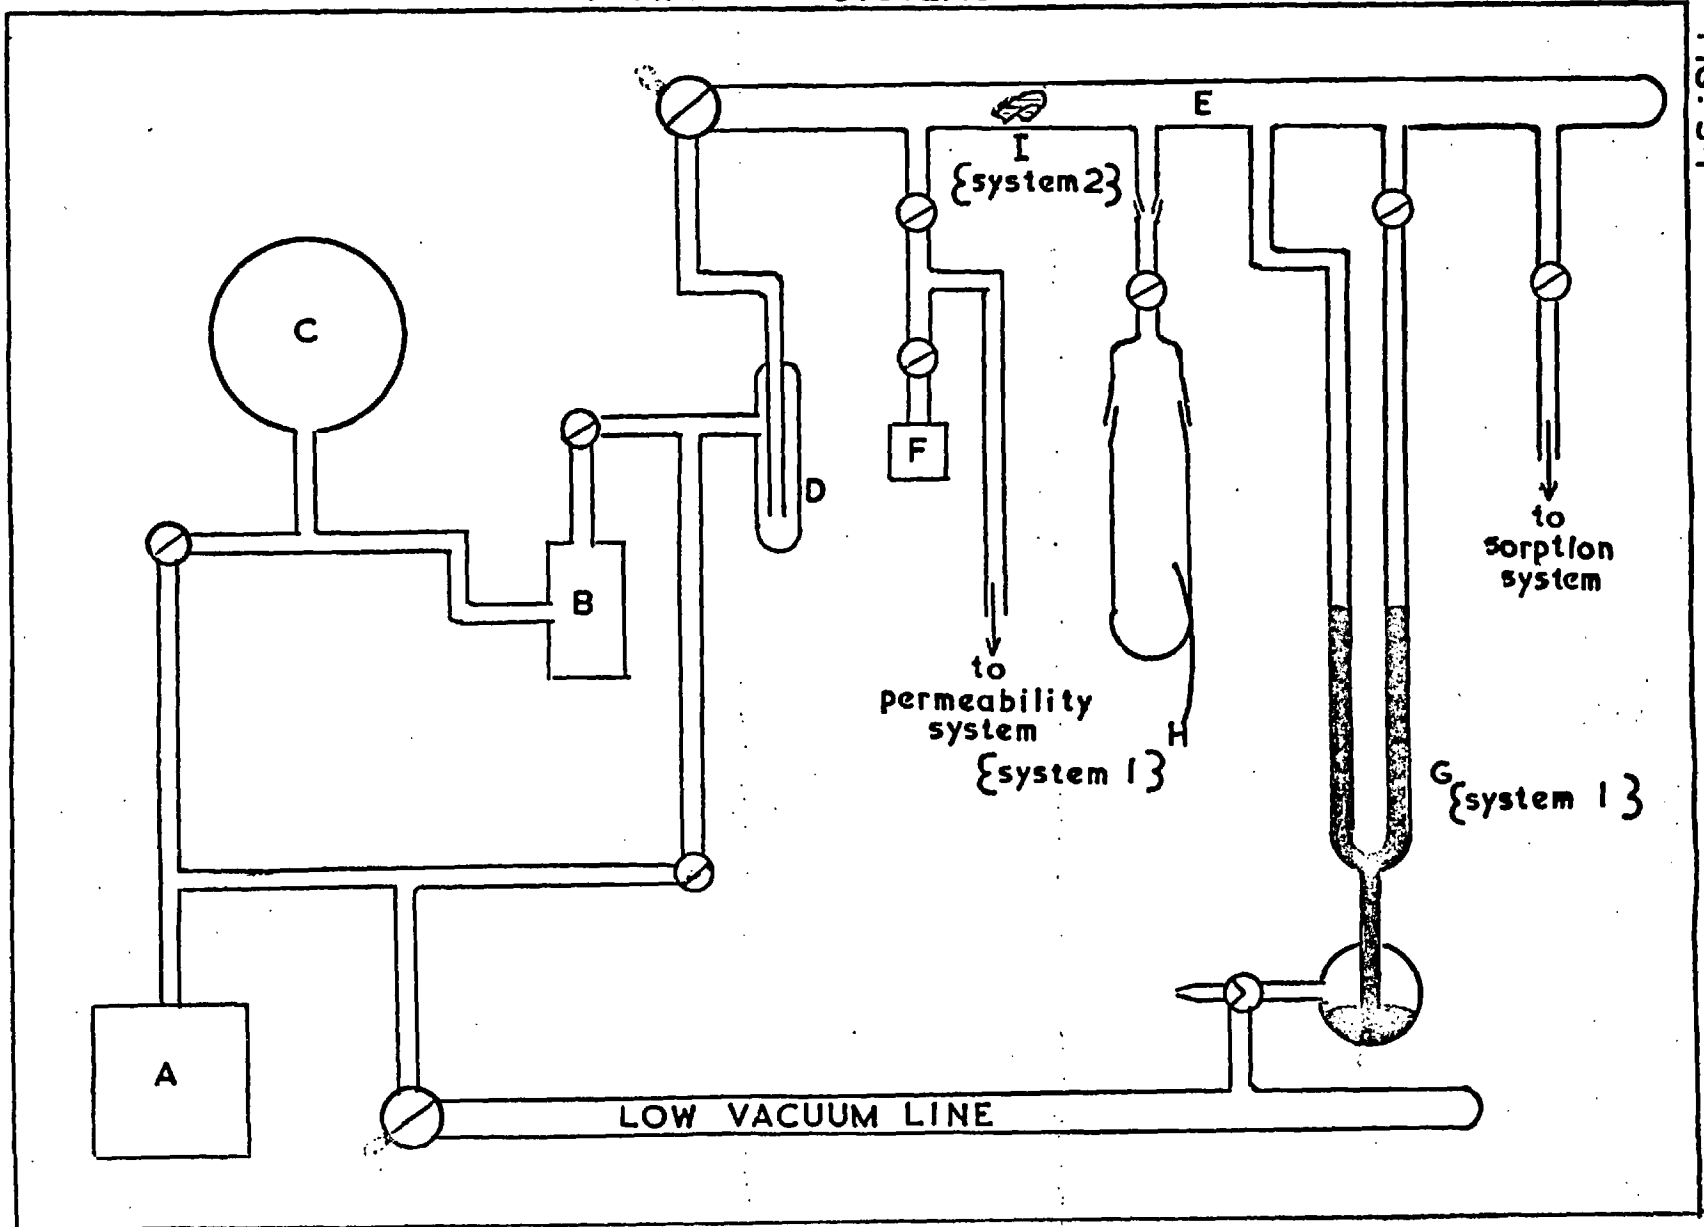 E
I
{system 2}
C
F
D
B
to
sorption
system
to
permeability
system
{system 1}
H
G
{system 1}
A
LOW VACUUM LINE